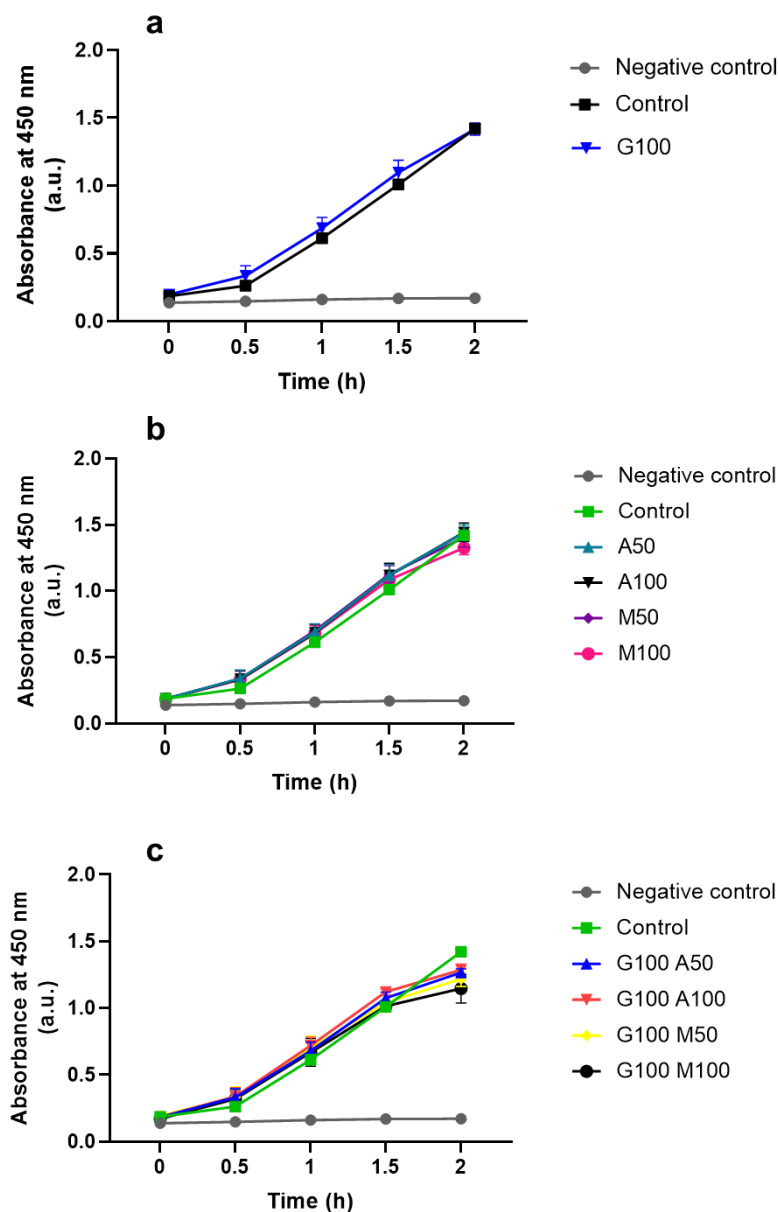 a
Absorbance at 450 nm
(a.u.)
2.0
1.5
1.0
0.5
0.0
0 0.5 1 1.5 2
Time (h)
Negative control
Control
G100
b
Absorbance at 450 nm
(a.u.)
2.0
1.5
1.0
0.5
0.0
0 0.5 1 1.5 2
Time (h)
Negative control
Control
A50
A100
M50
M100
c
Absorbance at 450 nm
(a.u.)
2.0
1.5
1.0
0.5
0.0
0 0.5 1 1.5 2
Time (h)
Negative control
Control
G100 A50
G100 A100
G100 M50
G100 M100